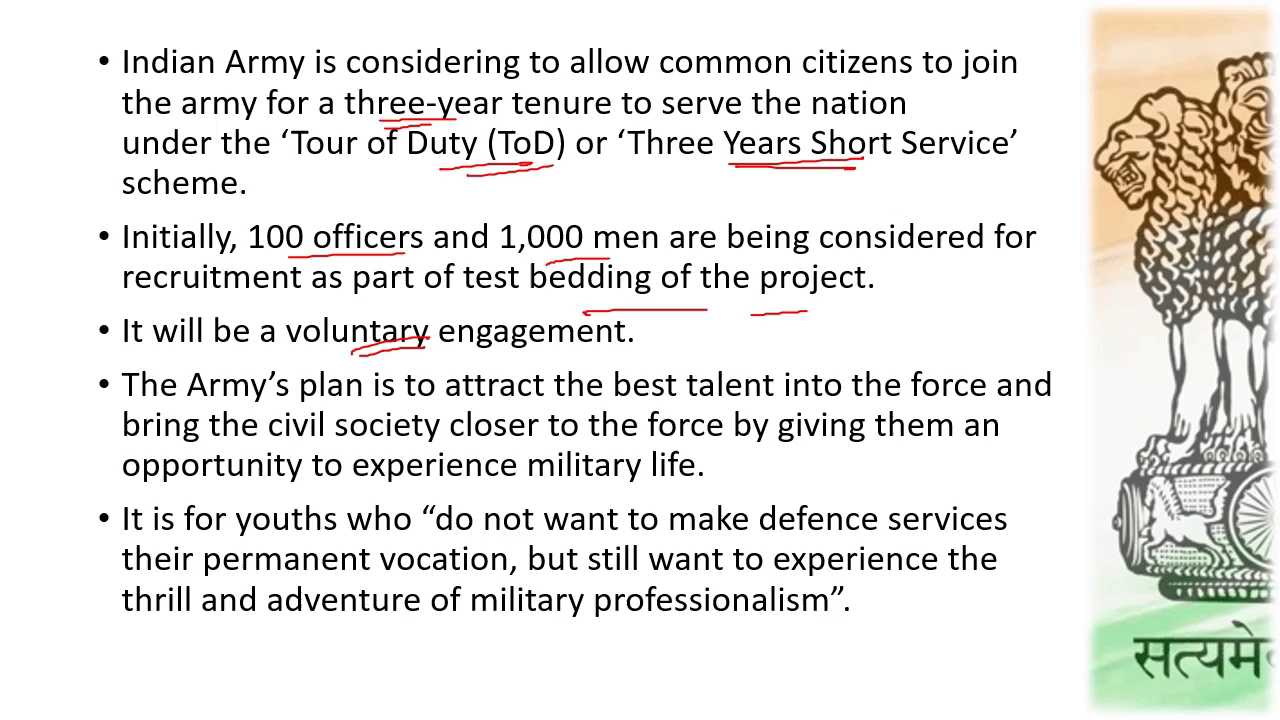 • Indian Army is considering to allow common citizens to join
the army for a three-year tenure to serve the nation
under the ‘Tour of Duty (ToD) or ‘Three Years Short Service’
scheme.
• Initially, 100 officers and 1,000 men are being considered for
recruitment as part of test bedding of the project.
• It will be a voluntary engagement.
• The Army’s plan is to attract the best talent into the force and
bring the civil society closer to the force by giving them an
opportunity to experience military life.
• It is for youths who “do not want to make defence services
their permanent vocation, but still want to experience the
thrill and adventure of military professionalism”.